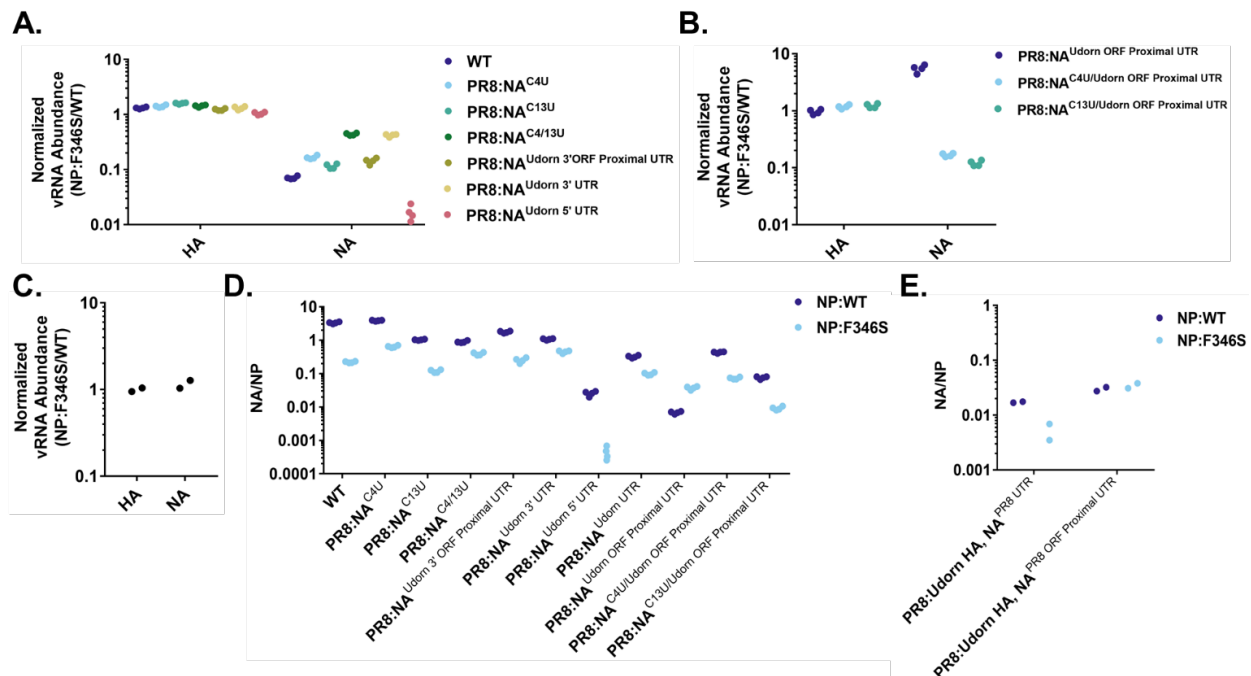 A.
Normalized
vRNA Abundance
(NP:F346S/WT)
10
1
0.1
0.01
HA
NA
WT
PR8:NA^C4U
PR8:NA^C13U
PR8:NA^C4/13U
PR8:NA^Udorn 3'ORF Proximal UTR
PR8:NA^Udorn 3' UTR
PR8:NA^Udorn 5' UTR
B.
Normalized
vRNA Abundance
(NP:F346S/WT)
10
1
0.1
0.01
HA
NA
PR8:NA^Udorn ORF Proximal UTR
PR8:NA^C4U/Udorn ORF Proximal UTR
PR8:NA^C13U/Udorn ORF Proximal UTR
C.
Normalized
vRNA Abundance
(NP:F346S/WT)
10
1
0.1
HA
NA
D.
NA/NP
10
1
0.1
0.01
0.001
0.0001
WT
PR8:NA^C4U
PR8:NA^C13U
PR8:NA^C4/13U
PR8:NA^Udorn 3' ORF Proximal UTR
PR8:NA^Udorn 3' UTR
PR8:NA^Udorn 5' UTR
PR8:NA^Udorn UTR
PR8:NA^Udorn ORF Proximal UTR
PR8:NA^C4U/Udorn ORF Proximal UTR
PR8:NA^C13U/Udorn ORF Proximal UTR
NP:WT
NP:F346S
E.
NA/NP
1
0.1
0.01
0.001
PR8:Udorn HA, NA^PR8 UTR
PR8:Udorn HA, NA^PR8 ORF Proximal UTR
NP:WT
NP:F346S